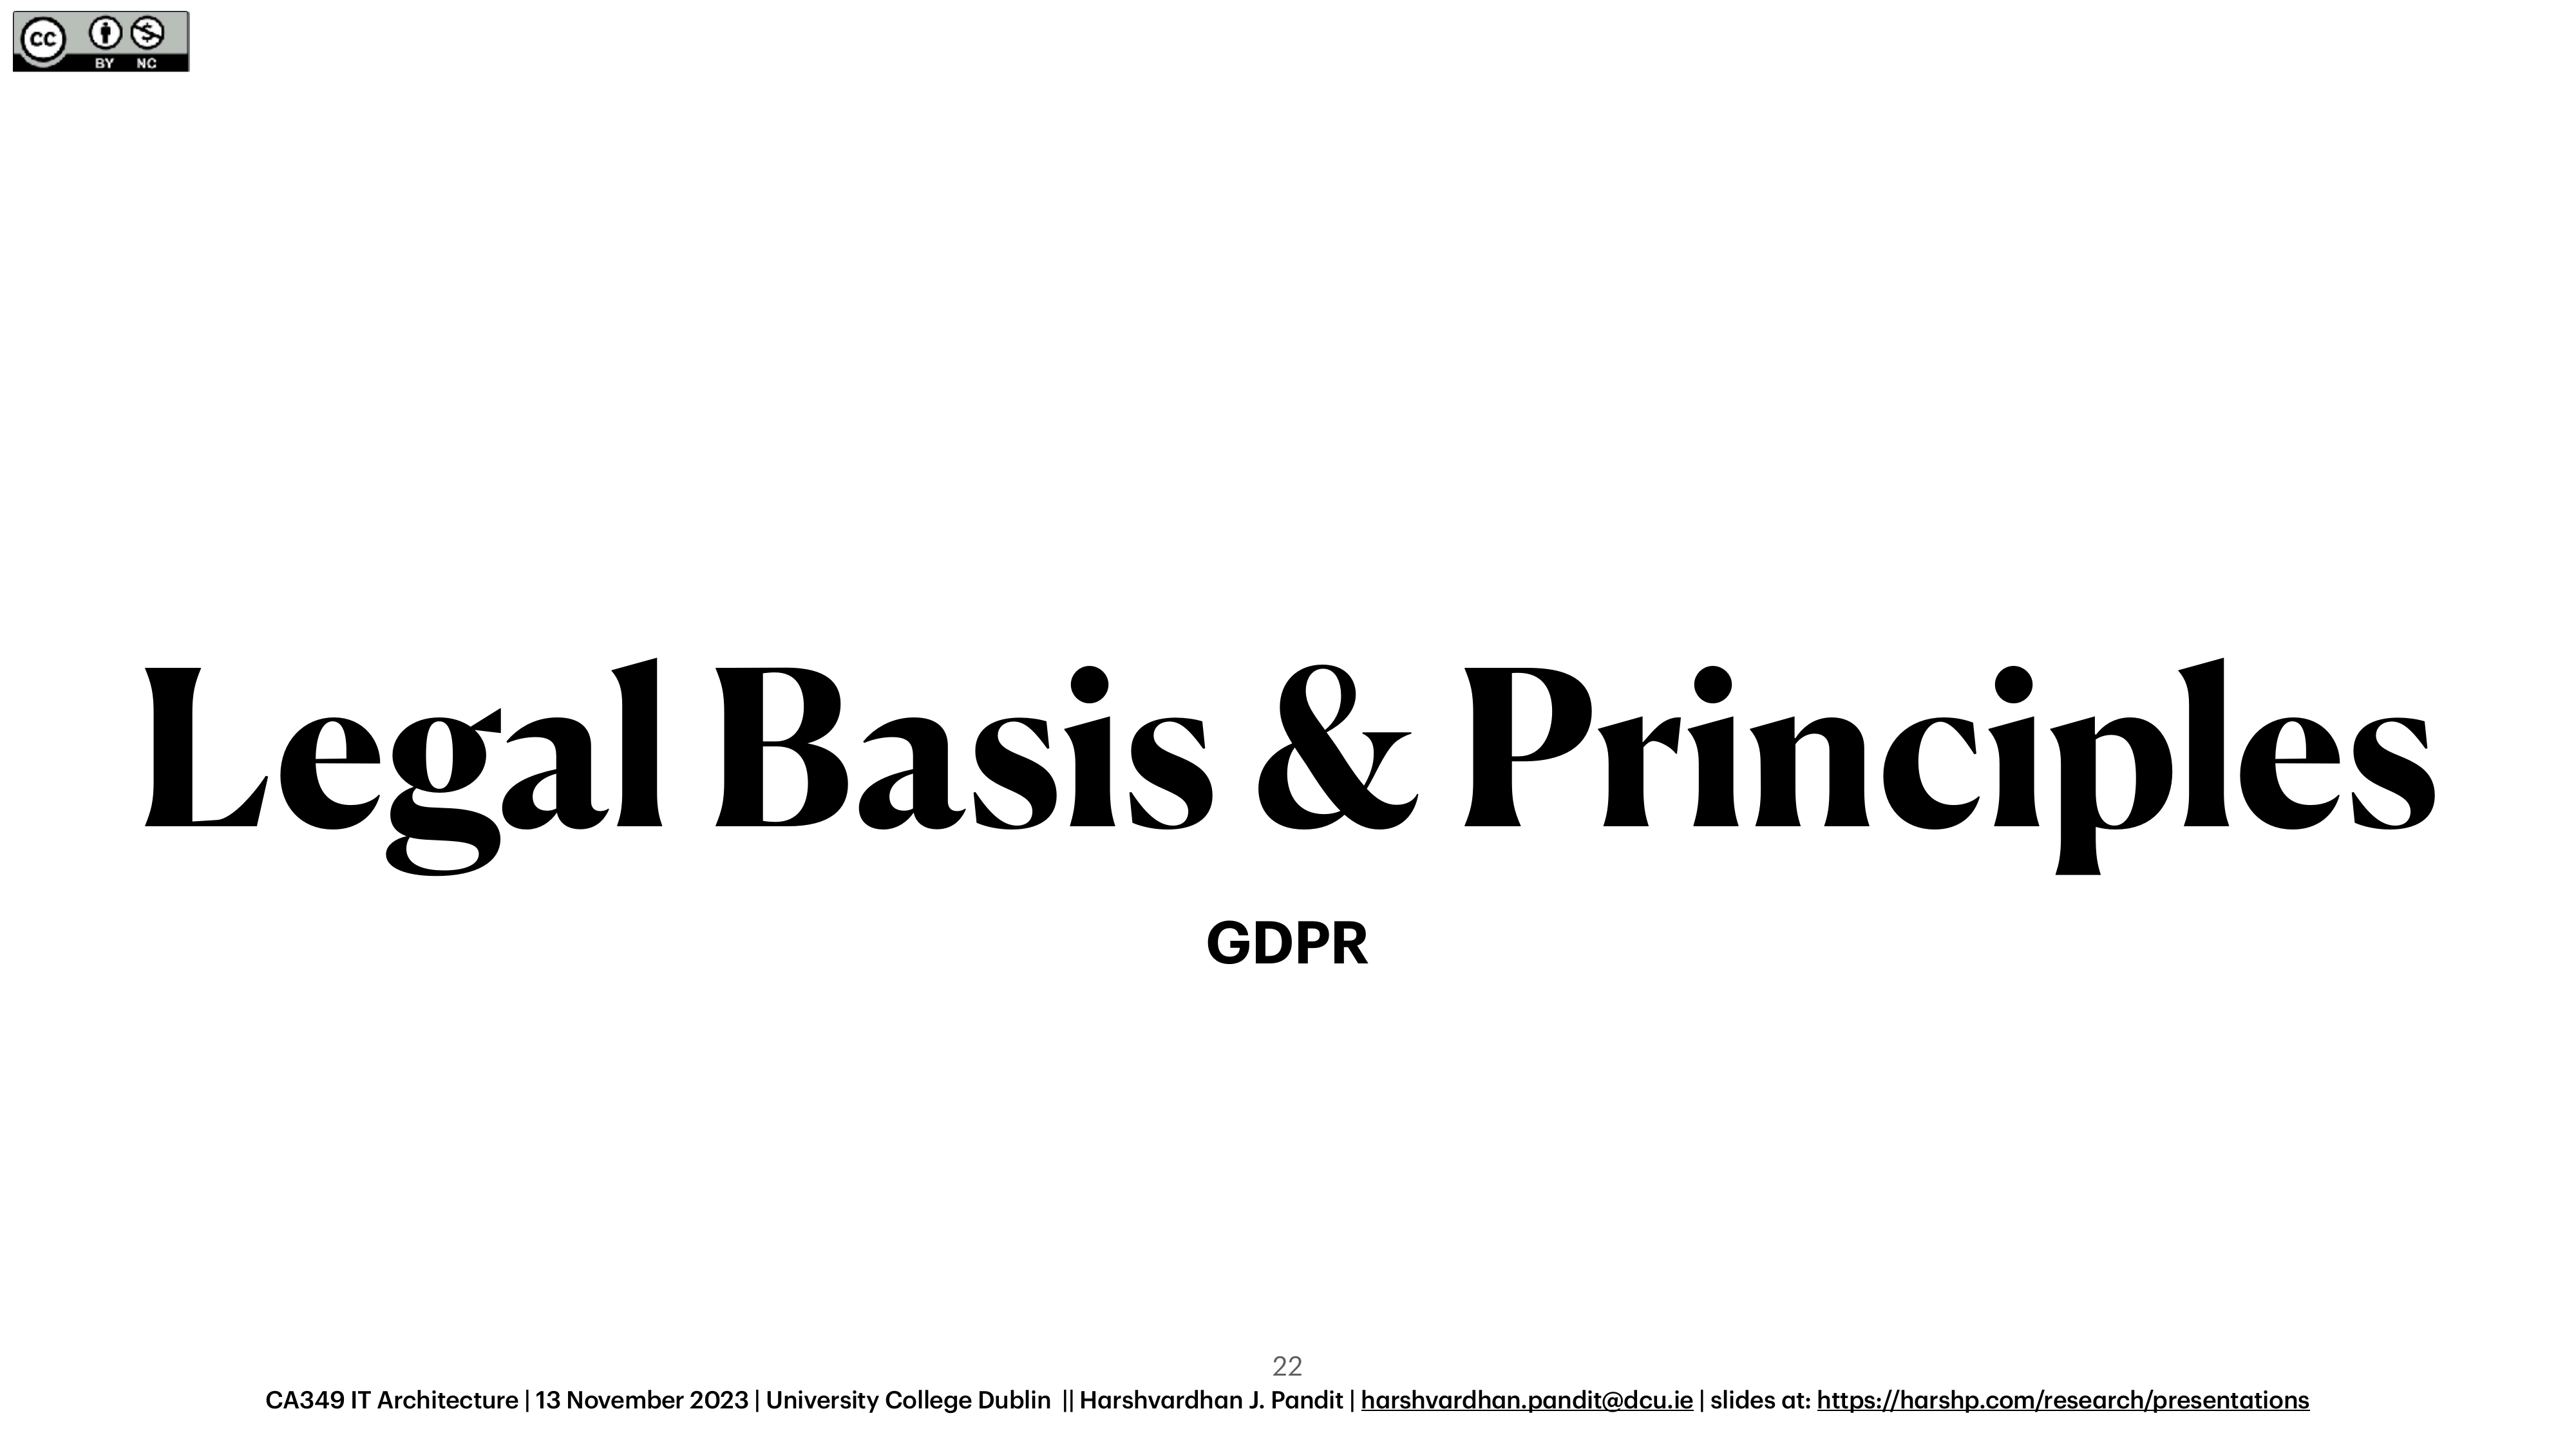 CC BY NC
Legal Basis & Principles
GDPR
22
CA349 IT Architecture | 13 November 2023 | University College Dublin || Harshvardhan J. Pandit | harshvardhan.pandit@dcu.ie | slides at: https://harshp.com/research/presentations